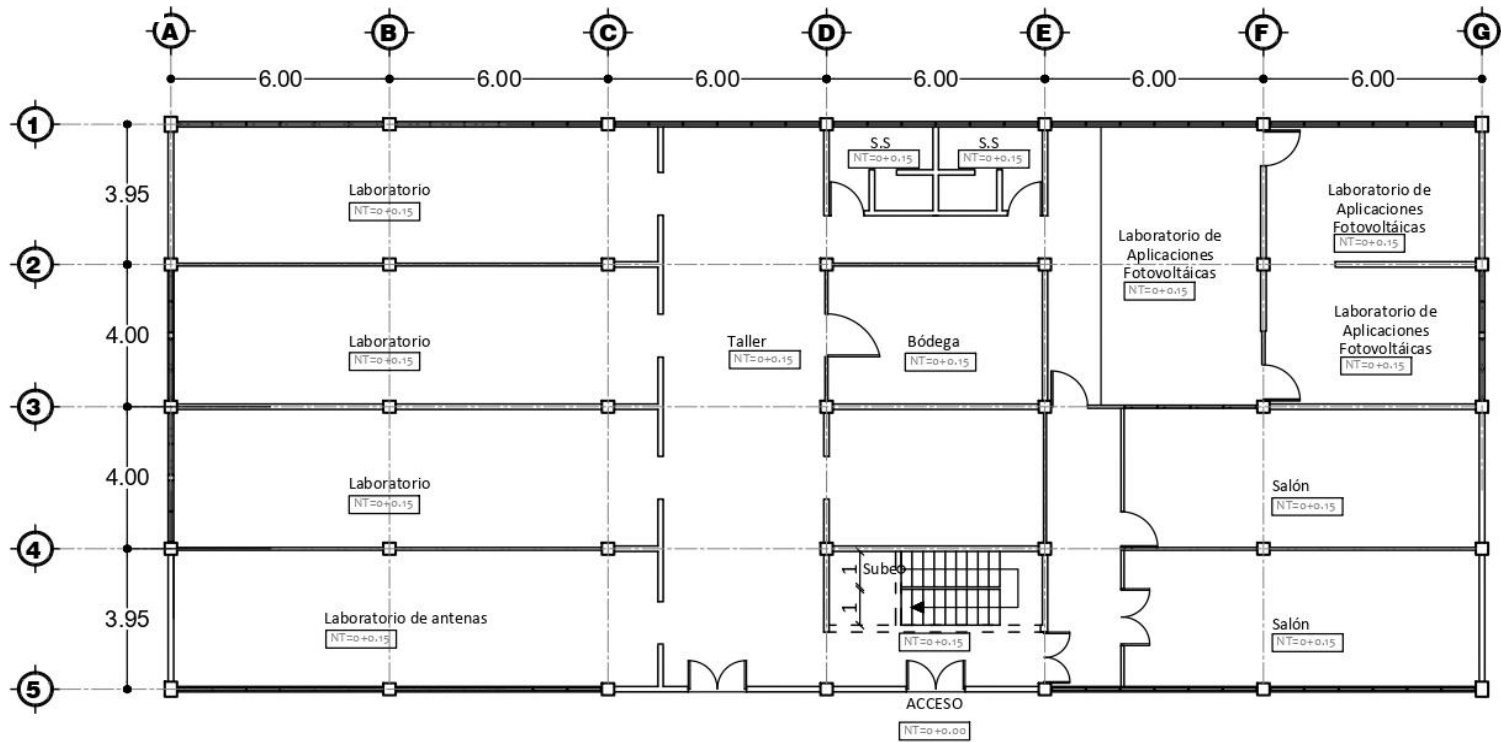 A B C D E F G
6.00 6.00 6.00 6.00 6.00 6.00
1
S.S
NT=0+0.15
S.S
NT=0+0.15
3.95
Laboratorio
NT=0+0.15
Laboratorio de
Aplicaciones
Fotovoltáicas
NT=0+0.15
Laboratorio de
Aplicaciones
Fotovoltáicas
NT=0+0.15
2
4.00
Laboratorio
NT=0+0.15
Taller
NT=0+0.15
Bódega
NT=0+0.15
Laboratorio de
Aplicaciones
Fotovoltáicas
NT=0+0.15
3
4.00
Laboratorio
NT=0+0.15
Salón
NT=0+0.15
4
1 Sube
1
3.95
Laboratorio de antenas
NT=0+0.15
NT=0+0.15
Salón
NT=0+0.15
5
ACCESO
NT=0+0.00